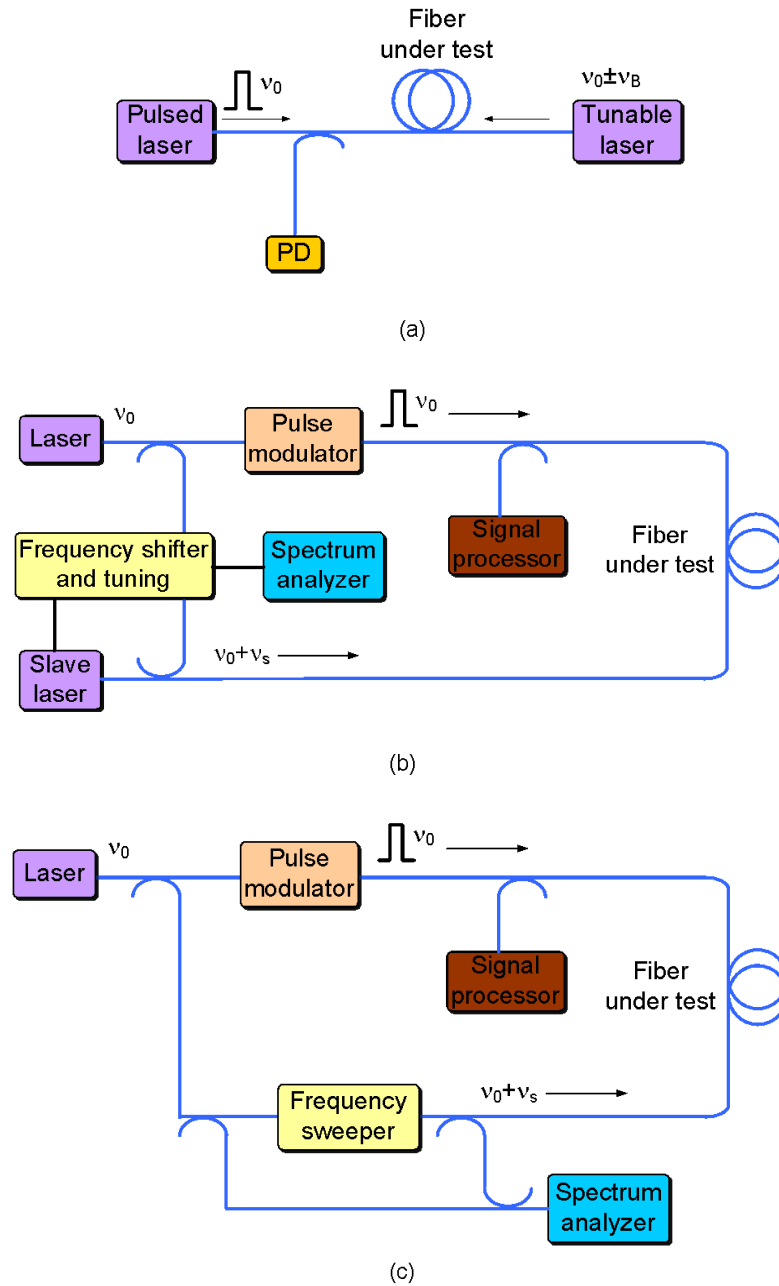 Fiber
under test
ν₀
ν₀±νB
Pulsed
laser
Tunable
laser
PD
(a)
ν₀
ν₀
Laser
Pulse
modulator
Signal
processor
Fiber
under test
Frequency shifter
and tuning
Spectrum
analyzer
ν₀+νₛ
Slave
laser
(b)
ν₀
ν₀
Laser
Pulse
modulator
Signal
processor
Fiber
under test
ν₀+νₛ
Frequency
sweeper
Spectrum
analyzer
(c)